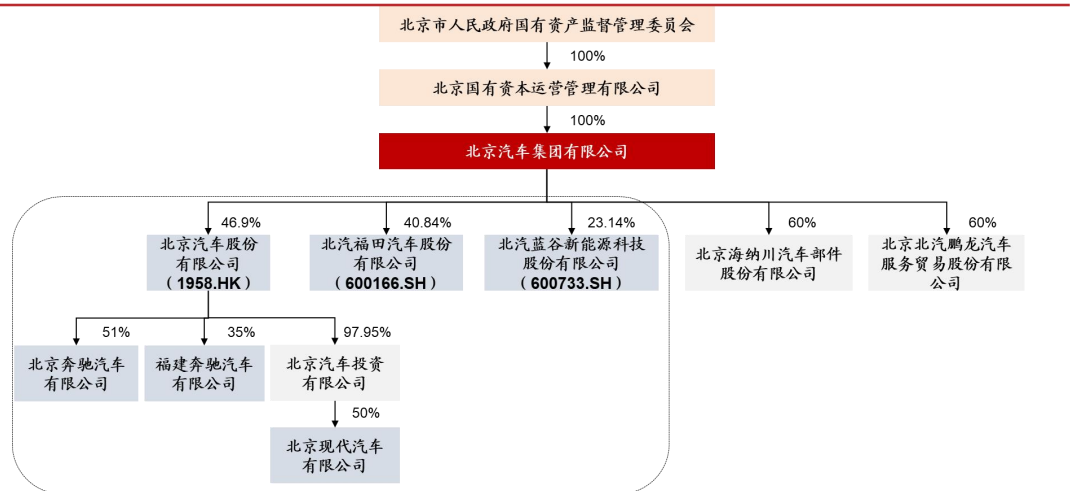 北京市人民政府国有资产监督管理委员会
100%
北京国有资本运营管理有限公司
100%
北京汽车集团有限公司
46.9%
40.84%
23.14%
60%
60%
北京汽车股份
有限公司
（1958.HK）
北汽福田汽车股份
有限公司
（600166.SH）
北汽蓝谷新能源科技
股份有限公司
（600733.SH）
北京海纳川汽车部件
股份有限公司
北京北汽鹏龙汽车
服务贸易股份有限
公司
51%
35%
97.95%
北京奔驰汽车
有限公司
福建奔驰汽车
有限公司
北京汽车投资
有限公司
50%
北京现代汽车
有限公司